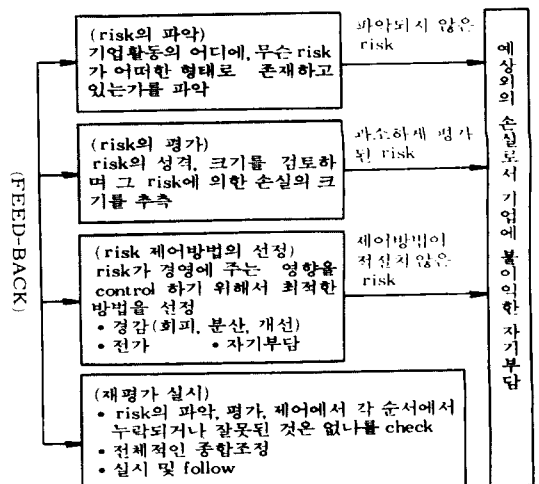 (risk의 파악)
기업활동의 어디에, 무슨 risk
가 어떠한 형태로 존재하고
있는가를 파악
파악되지 않은
risk
(risk의 평가)
risk의 성격, 크기를 검토하
며 그 risk에 의한 손실의 크
기를 추측
과소하게 평가
된 risk
(risk 제어방법의 선정)
risk가 경영에 주는 영향을
control 하기 위해서 최적한
방법을 선정
• 경감(회피, 분산, 개선)
• 전가 • 자기부담
제어방법이
적절치 않은
risk
(재평가 실시)
• risk의 파악, 평가, 제어에서 각 순서에서
누락되거나 잘못된 것은 없나를 check
• 전체적인 종합조정
• 실시 및 follow
(FEED-BACK)
예상외의 손실로서 기업에 불이익한 자기부담